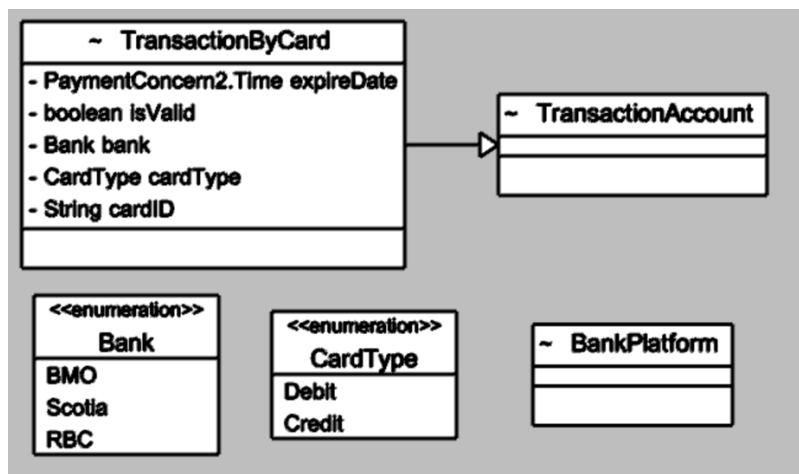 ~ TransactionByCard
- PaymentConcern2.Time expireDate
- boolean isValid
- Bank bank
- CardType cardType
- String cardID
~ TransactionAccount
<<enumeration>>
Bank
BMO
Scotia
RBC
<<enumeration>>
CardType
Debit
Credit
~ BankPlatform